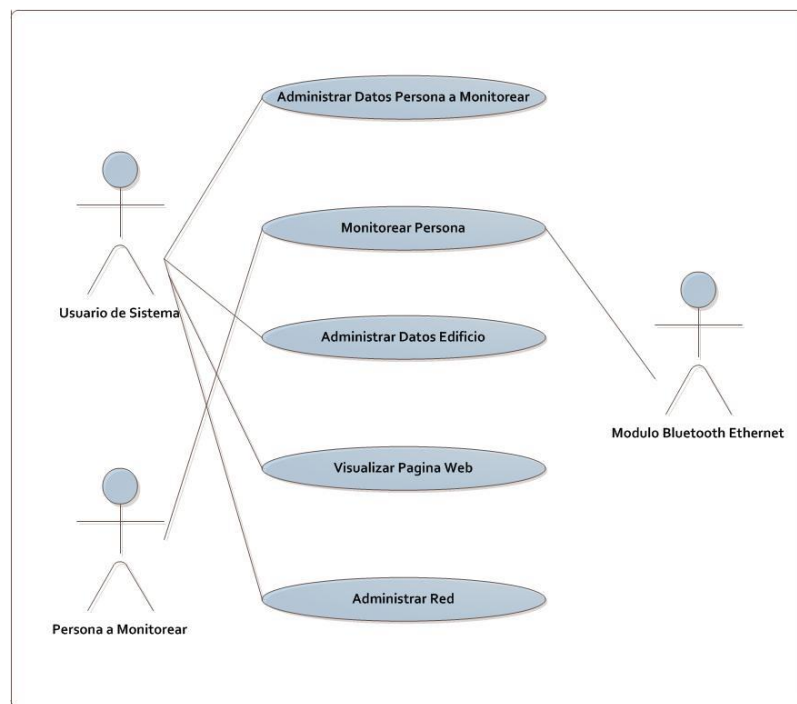 Administrar Datos Persona a Monitorear
Monitorear Persona
Usuario de Sistema
Administrar Datos Edificio
Modulo Bluetooth Ethernet
Visualizar Pagina Web
Administrar Red
Persona a Monitorear